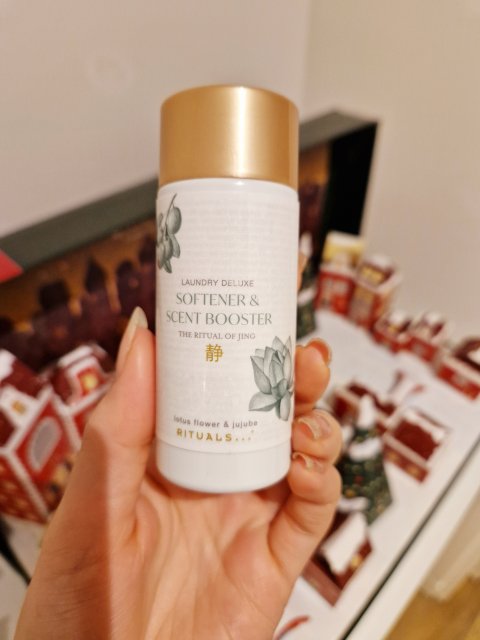 LAUNDRY DELUXE
SOFTENER &
SCENT BOOSTER
THE RITUAL OF JING
静
lotus flower & jujube
RITUALS...